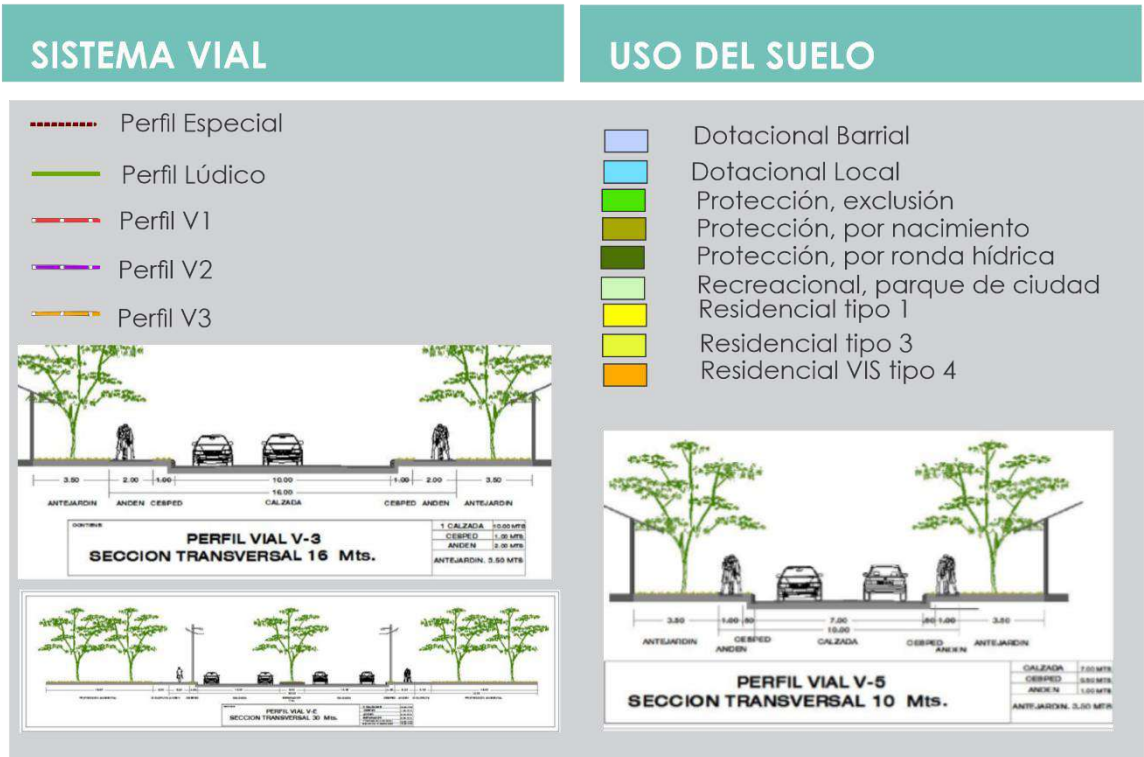 SISTEMA VIAL
Perfil Especial
Perfil Lúdico
Perfil V1
Perfil V2
Perfil V3
3.50 2.00 1.00 10.00 1.00 2.00 3.50
16.00
ANTEJARDIN ANDEN CESPED CALZADA CESPED ANDEN ANTEJARDIN
CONTIENE
PERFIL VIAL V-3
SECCION TRANSVERSAL 16 Mts.
1 CALZADA 10.00 MTS
CESPED 1.00 MTS
ANDEN 2.00 MTS
ANTEJARDIN. 3.50 MTS
PERFIL VIAL V-E
SECCION TRANSVERSAL 30 Mts.
USO DEL SUELO
Dotacional Barrial
Dotacional Local
Protección, exclusión
Protección, por nacimiento
Protección, por ronda hídrica
Recreacional, parque de ciudad
Residencial tipo 1
Residencial tipo 3
Residencial VIS tipo 4
3.50 1.00 .50 7.00 .50 1.00 3.50
10.00
ANTEJARDIN CESPED CALZADA CESPED ANTEJARDIN
ANDEN ANDEN
PERFIL VIAL V-5
SECCION TRANSVERSAL 10 Mts.
CALZADA 7.00 MTS
CESPED 0.50 MTS
ANDEN 1.00 MTS
ANTEJARDIN. 3.50 MTS